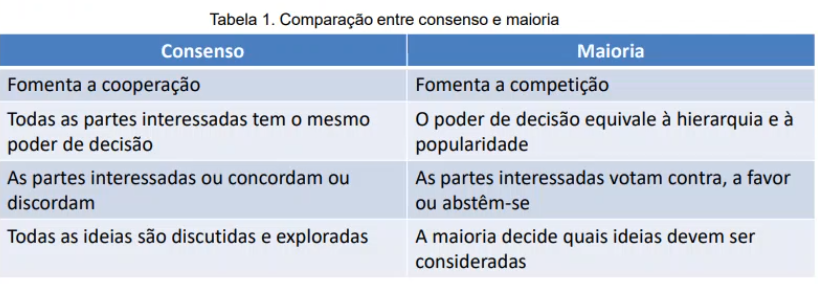 Tabela 1. Comparação entre consenso e maioria
Consenso
Maioria
Fomenta a cooperação
Fomenta a competição
Todas as partes interessadas tem o mesmo
poder de decisão
O poder de decisão equivale à hierarquia e à
popularidade
As partes interessadas ou concordam ou
discordam
As partes interessadas votam contra, a favor
ou abstêm-se
Todas as ideias são discutidas e exploradas
A maioria decide quais ideias devem ser
consideradas